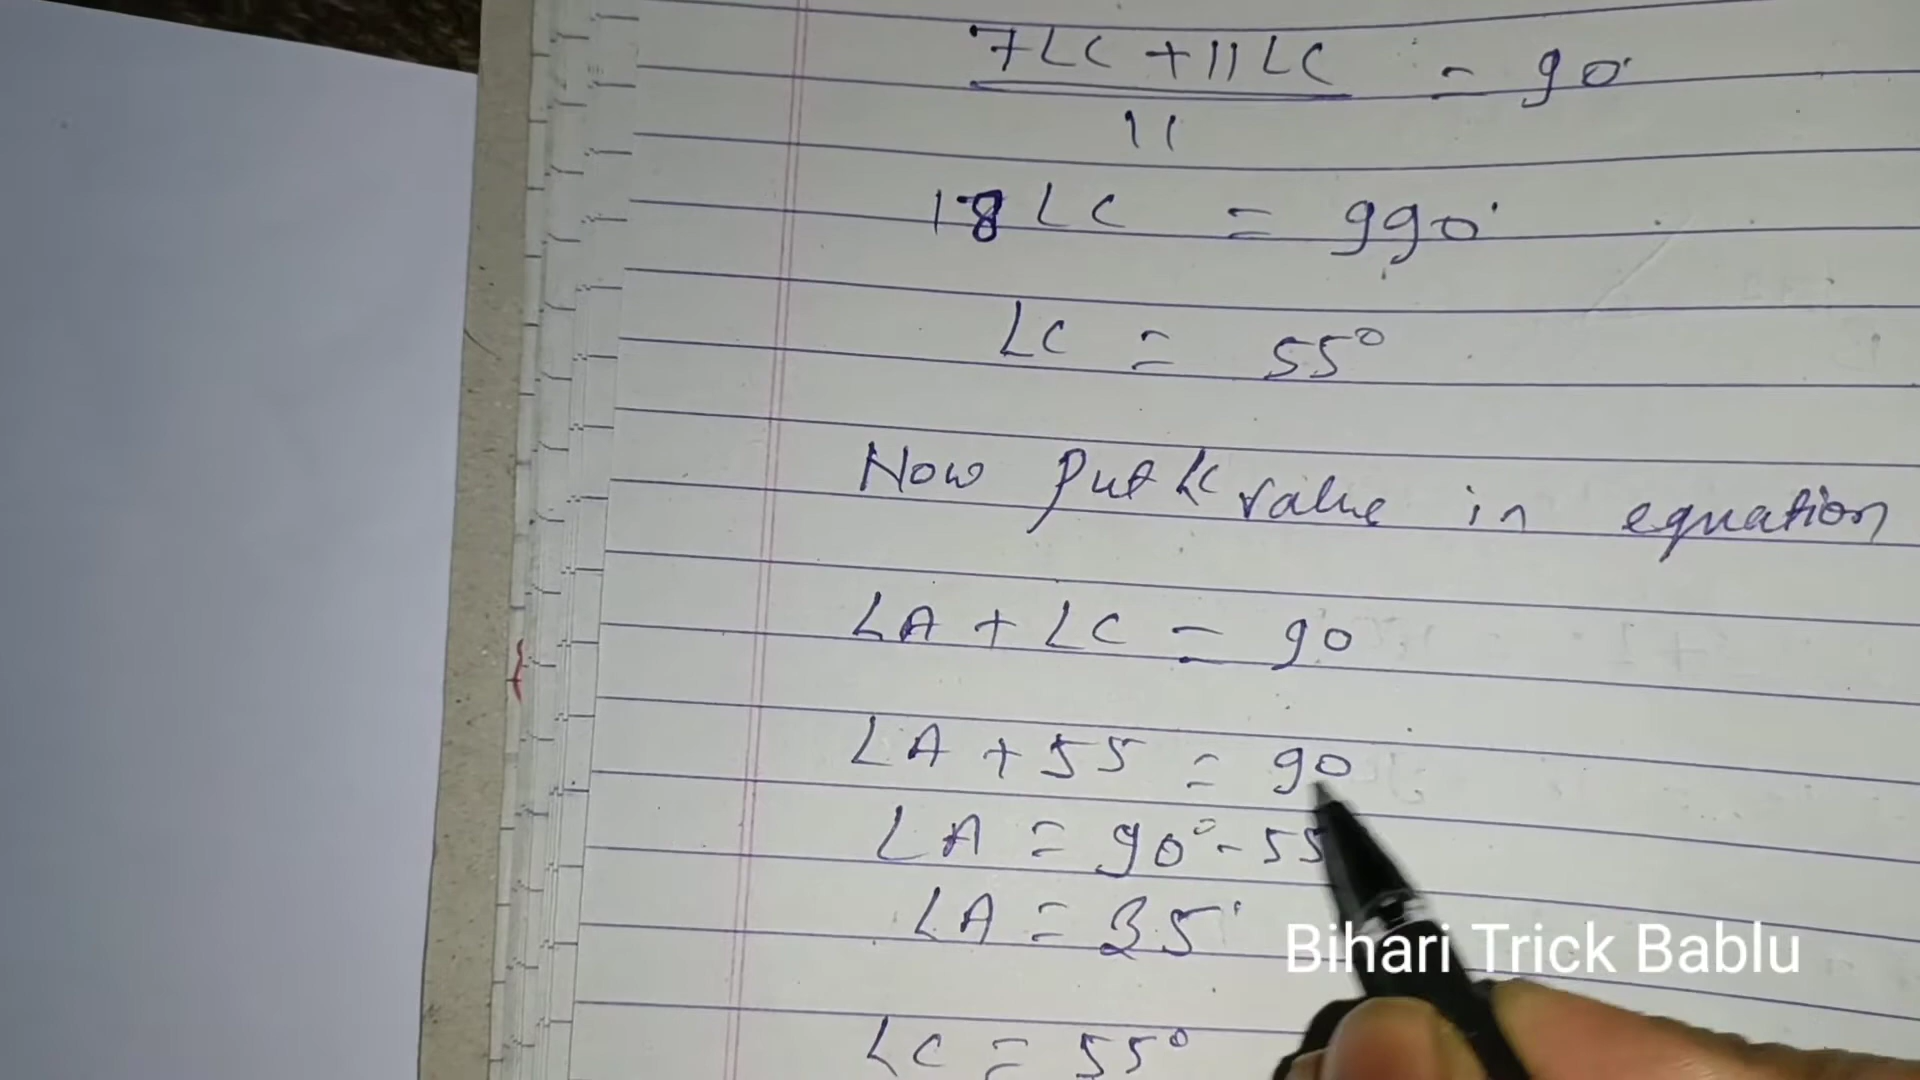 7∠C + 11∠C = 90°
11
18∠C = 990°
∠C = 55°
Now Put ∠C value in equation
∠A + ∠C = 90
∠A + 55 = 90
∠A = 90° - 55
∠A = 35°
Bihari Trick Bablu
∠C = 55°